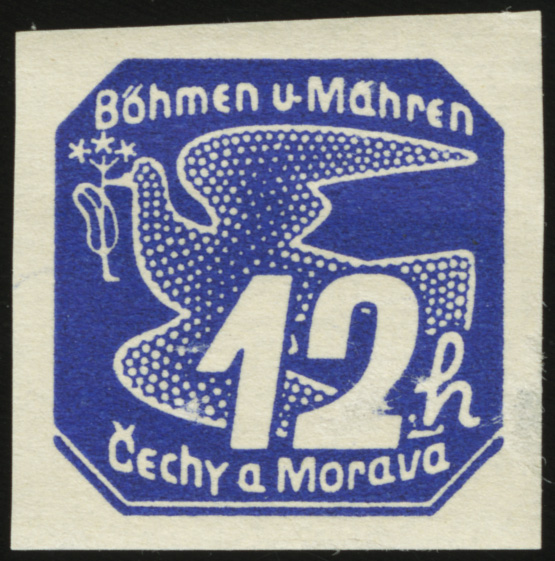 Böhmen u. Mähren
12 h
Čechy a Morava